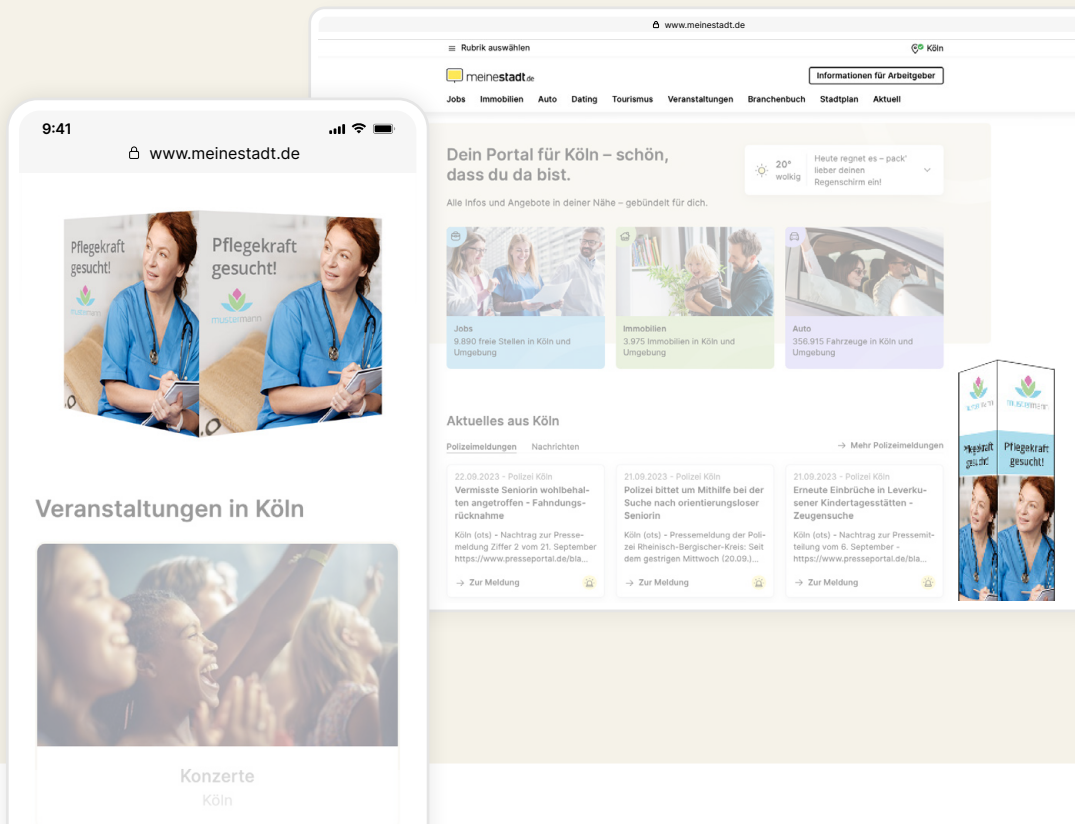 www.meinestadt.de
Rubrik auswählen
Köln
meinestadt.de
Informationen für Arbeitgeber
Jobs Immobilien Auto Dating Tourismus Veranstaltungen Branchenbuch Stadtplan Aktuell
Dein Portal für Köln – schön,
dass du da bist.
Alle Infos und Angebote in deiner Nähe – gebündelt für dich.
20°
wolkig
Heute regnet es – pack'
lieber deinen
Regenschirm ein!
Jobs
9.890 freie Stellen in Köln und
Umgebung
Immobilien
3.975 Immobilien in Köln und
Umgebung
Auto
356.915 Fahrzeuge in Köln und
Umgebung
Aktuelles aus Köln
Polizeimeldungen Nachrichten
→ Mehr Polizeimeldungen
22.09.2023 - Polizei Köln
Vermisste Seniorin wohlbehal-
ten angetroffen - Fahndungs-
rücknahme
Köln (ots) - Nachtrag zur Presse-
meldung Ziffer 2 vom 21. September
https://www.presseportal.de/bla...
→ Zur Meldung
21.09.2023 - Polizei Köln
Polizei bittet um Mithilfe bei der
Suche nach orientierungsloser
Seniorin
Köln (ots) - Pressemeldung der Poli-
zei Rheinisch-Bergischer-Kreis: Seit
dem gestrigen Mittwoch (20.09.)...
→ Zur Meldung
21.09.2023 - Polizei Köln
Erneute Einbrüche in Leverku-
sener Kindertagesstätten -
Zeugensuche
Köln (ots) - Nachtrag zur Pressemit-
teilung vom 6. September -
https://www.presseportal.de/bla...
→ Zur Meldung
mustermann
Pflegekraft
gesucht!
9:41
www.meinestadt.de
Pflegekraft
gesucht!
mustermann
Pflegekraft
gesucht!
mustermann
Veranstaltungen in Köln
Konzerte
Köln